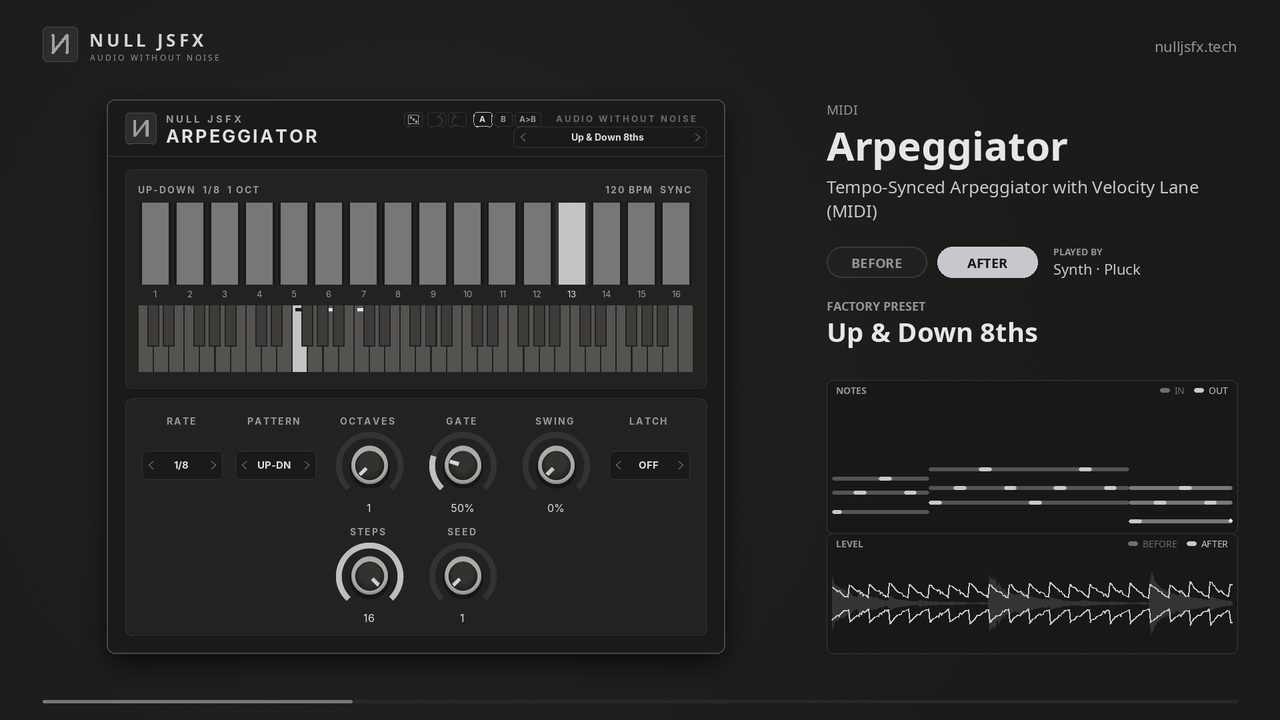 NULL JSFX
AUDIO WITHOUT NOISE
nulljsfx.tech
NULL JSFX
ARPEGGIATOR
A B A>B
AUDIO WITHOUT NOISE
Up & Down 8ths
UP-DOWN 1/8 1 OCT
120 BPM SYNC
1 2 3 4 5 6 7 8 9 10 11 12 13 14 15 16
RATE PATTERN OCTAVES GATE SWING LATCH
1/8 UP-DN OFF
1 50% 0%
STEPS SEED
16 1
MIDI
Arpeggiator
Tempo-Synced Arpeggiator with Velocity Lane
(MIDI)
BEFORE AFTER
PLAYED BY
Synth · Pluck
FACTORY PRESET
Up & Down 8ths
NOTES IN OUT
LEVEL BEFORE AFTER